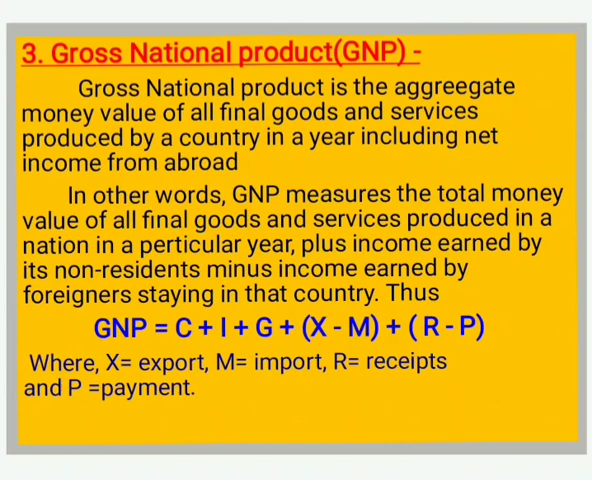 3. Gross National product(GNP) -
Gross National product is the aggreegate
money value of all final goods and services
produced by a country in a year including net
income from abroad
In other words, GNP measures the total money
value of all final goods and services produced in a
nation in a perticular year, plus income earned by
its non-residents minus income earned by
foreigners staying in that country. Thus
GNP = C + I + G + (X - M) + ( R - P)
Where, X= export, M= import, R= receipts
and P =payment.